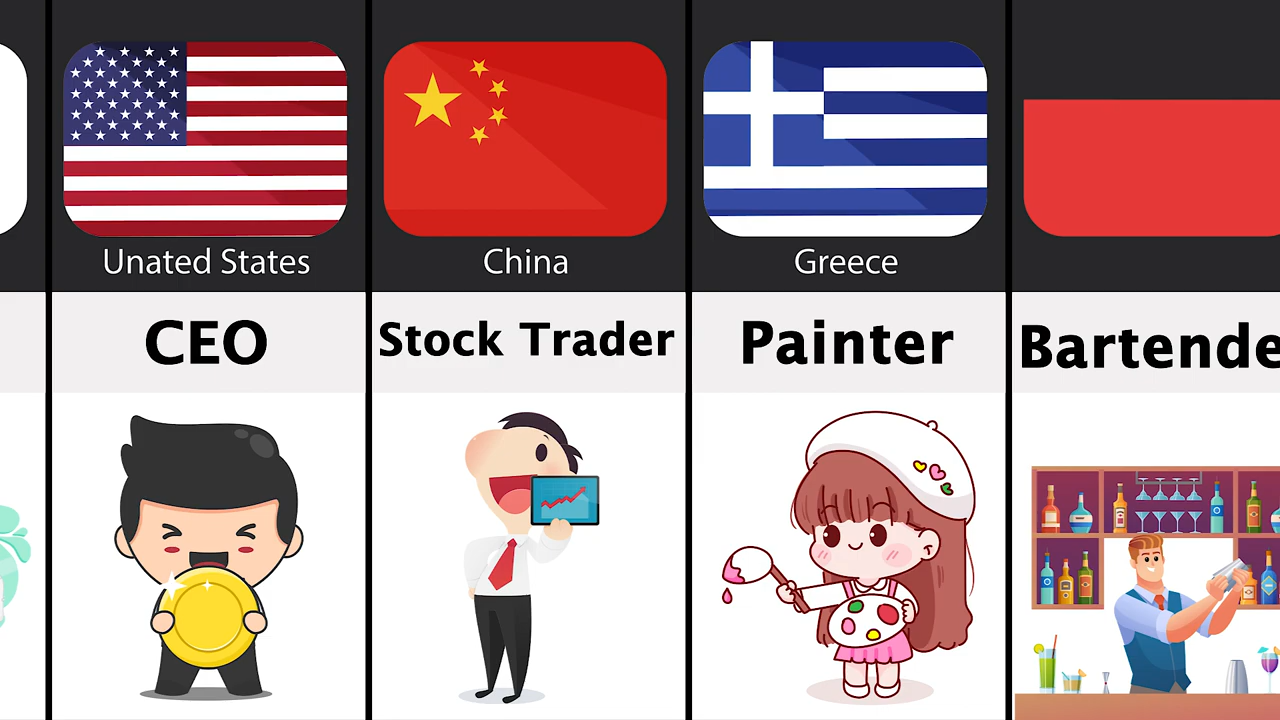 Unated States
China
Greece
CEO
Stock Trader
Painter
Bartende